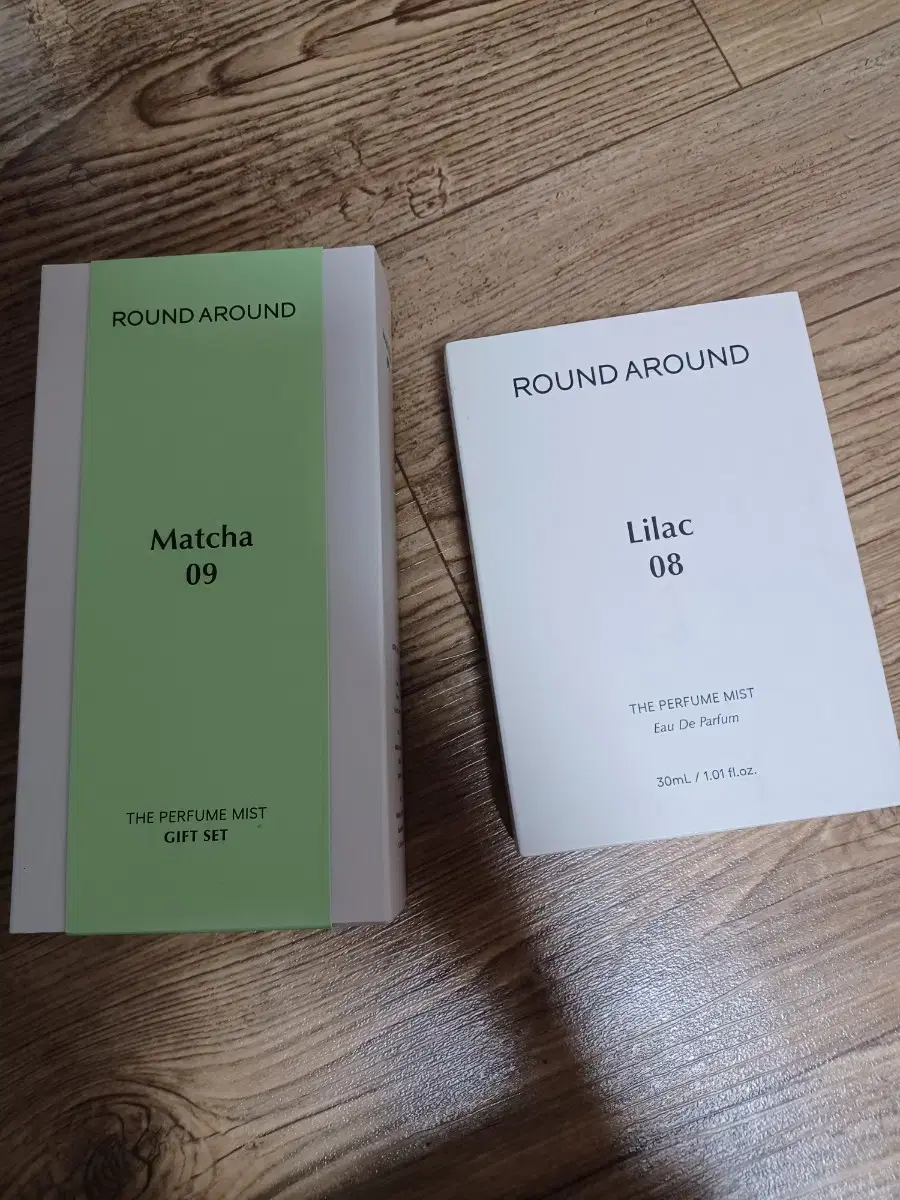 ROUND AROUND
Matcha
09
THE PERFUME MIST
GIFT SET
ROUND AROUND
Lilac
08
THE PERFUME MIST
Eau De Parfum
30mL / 1.01 fl.oz.